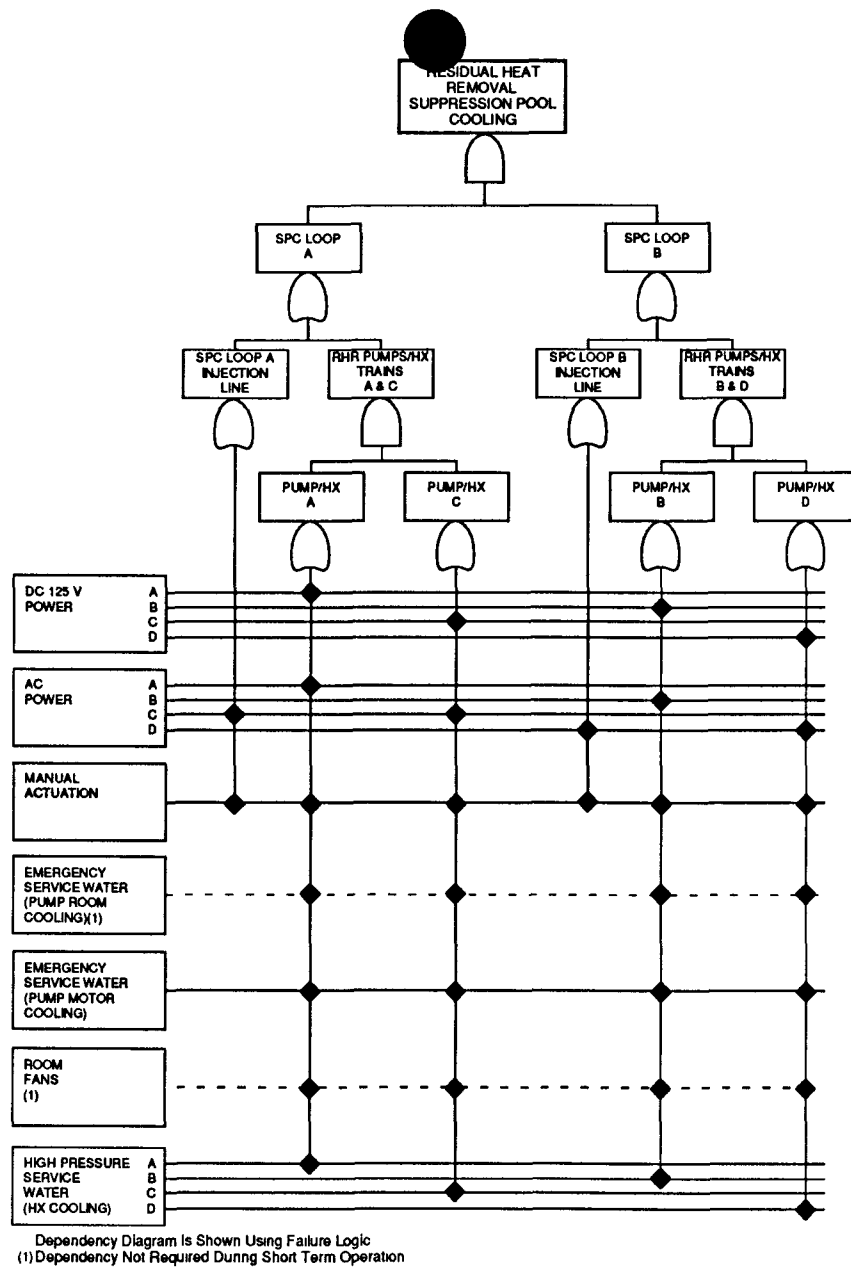 RESIDUAL HEAT
REMOVAL
SUPPRESSION POOL
COOLING
SPC LOOP
A
SPC LOOP
B
SPC LOOP A
INJECTION
LINE
RHR PUMPS/HX
TRAINS
A & C
SPC LOOP B
INJECTION
LINE
RHR PUMPS/HX
TRAINS
B & D
PUMP/HX
A
PUMP/HX
C
PUMP/HX
B
PUMP/HX
D
DC 125 V A
POWER B
C
D
AC A
POWER B
C
D
MANUAL
ACTUATION
EMERGENCY
SERVICE WATER
(PUMP ROOM
COOLING)(1)
EMERGENCY
SERVICE WATER
(PUMP MOTOR
COOLING)
ROOM
FANS
(1)
HIGH PRESSURE A
SERVICE B
WATER C
(HX COOLING) D
Dependency Diagram Is Shown Using Failure Logic
(1) Dependency Not Required During Short Term Operation